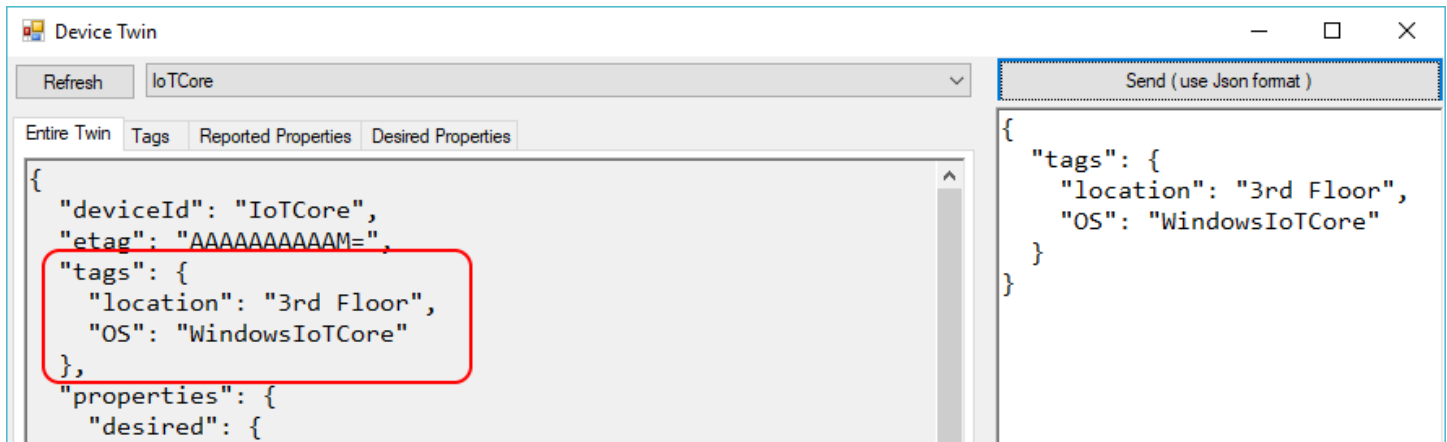 Device Twin
Refresh
IoTCore
Send ( use Json format )
Entire Twin
Tags
Reported Properties
Desired Properties
{
"deviceId": "IoTCore",
"etag": "AAAAAAAAAAM=",
"tags": {
"location": "3rd Floor",
"OS": "WindowsIoTCore"
},
"properties": {
"desired": {
{
"tags": {
"location": "3rd Floor",
"OS": "WindowsIoTCore"
}
}